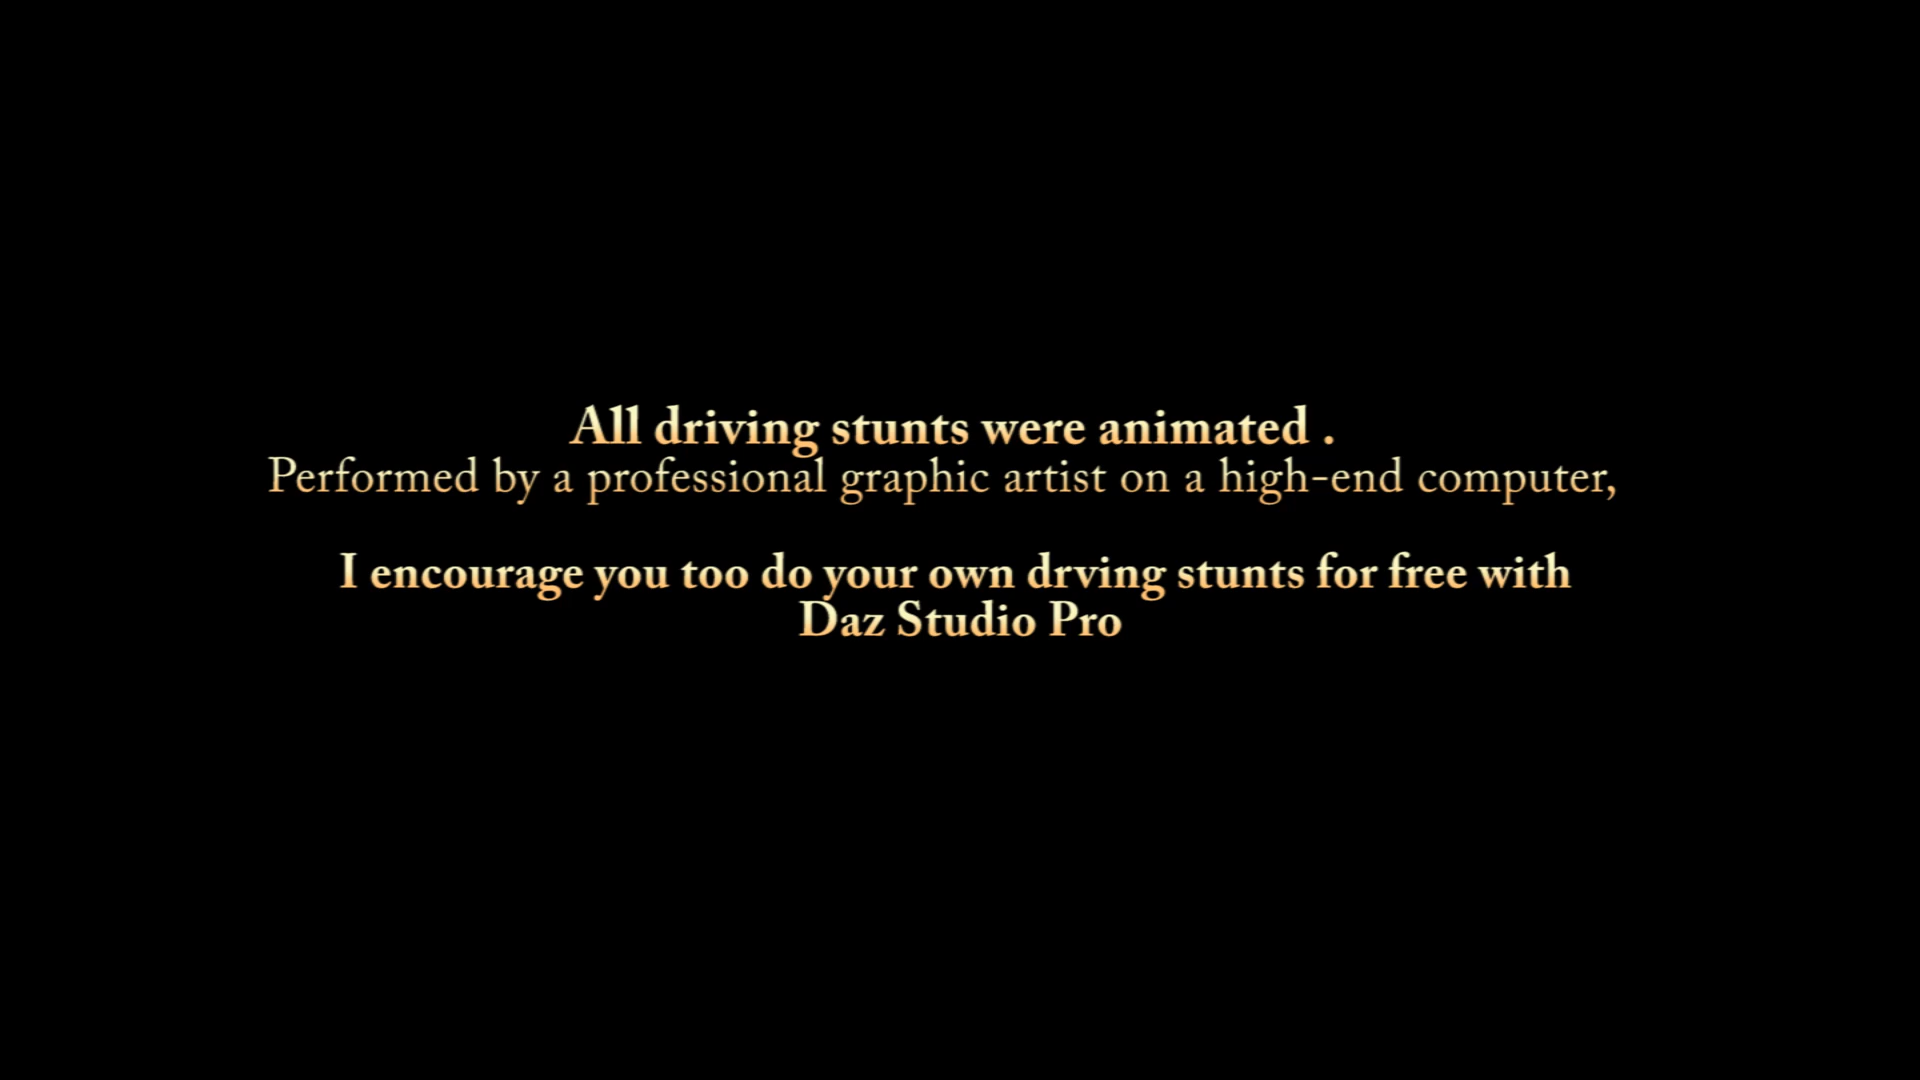 All driving stunts were animated .
Performed by a professional graphic artist on a high-end computer,
I encourage you too do your own drving stunts for free with
Daz Studio Pro